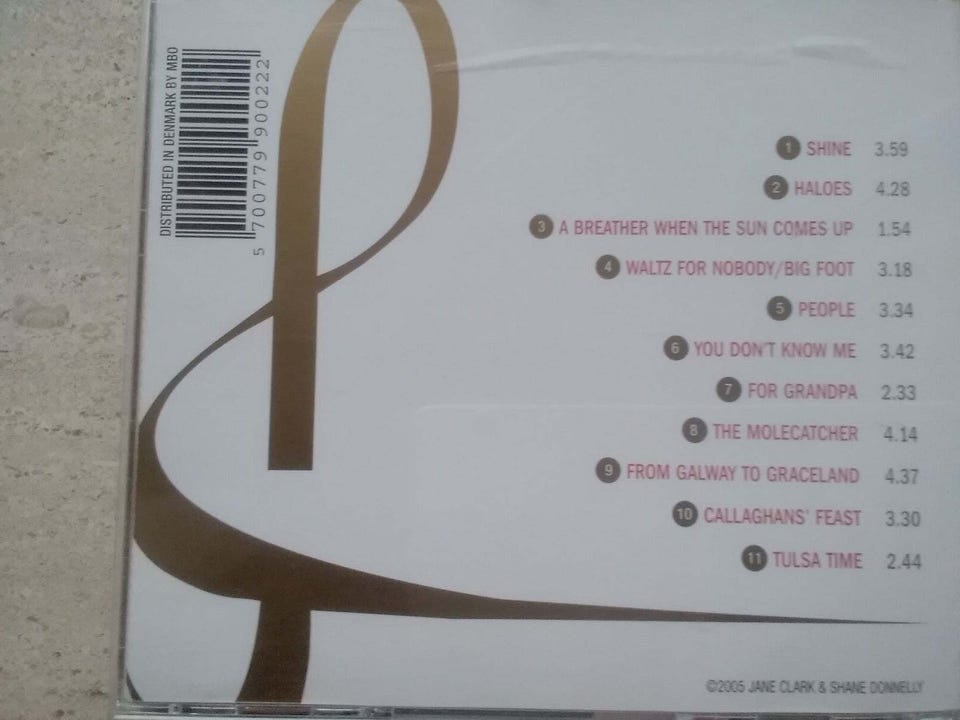 DISTRIBUTED IN DENMARK BY MBO
5 700779 900222
1 SHINE 3.59
2 HALOES 4.28
3 A BREATHER WHEN THE SUN COMES UP 1.54
4 WALTZ FOR NOBODY/BIG FOOT 3.18
5 PEOPLE 3.34
6 YOU DON'T KNOW ME 3.42
7 FOR GRANDPA 2.33
8 THE MOLECATCHER 4.14
9 FROM GALWAY TO GRACELAND 4.37
10 CALLAGHANS' FEAST 3.30
11 TULSA TIME 2.44
©2005 JANE CLARK & SHANE DONNELLY